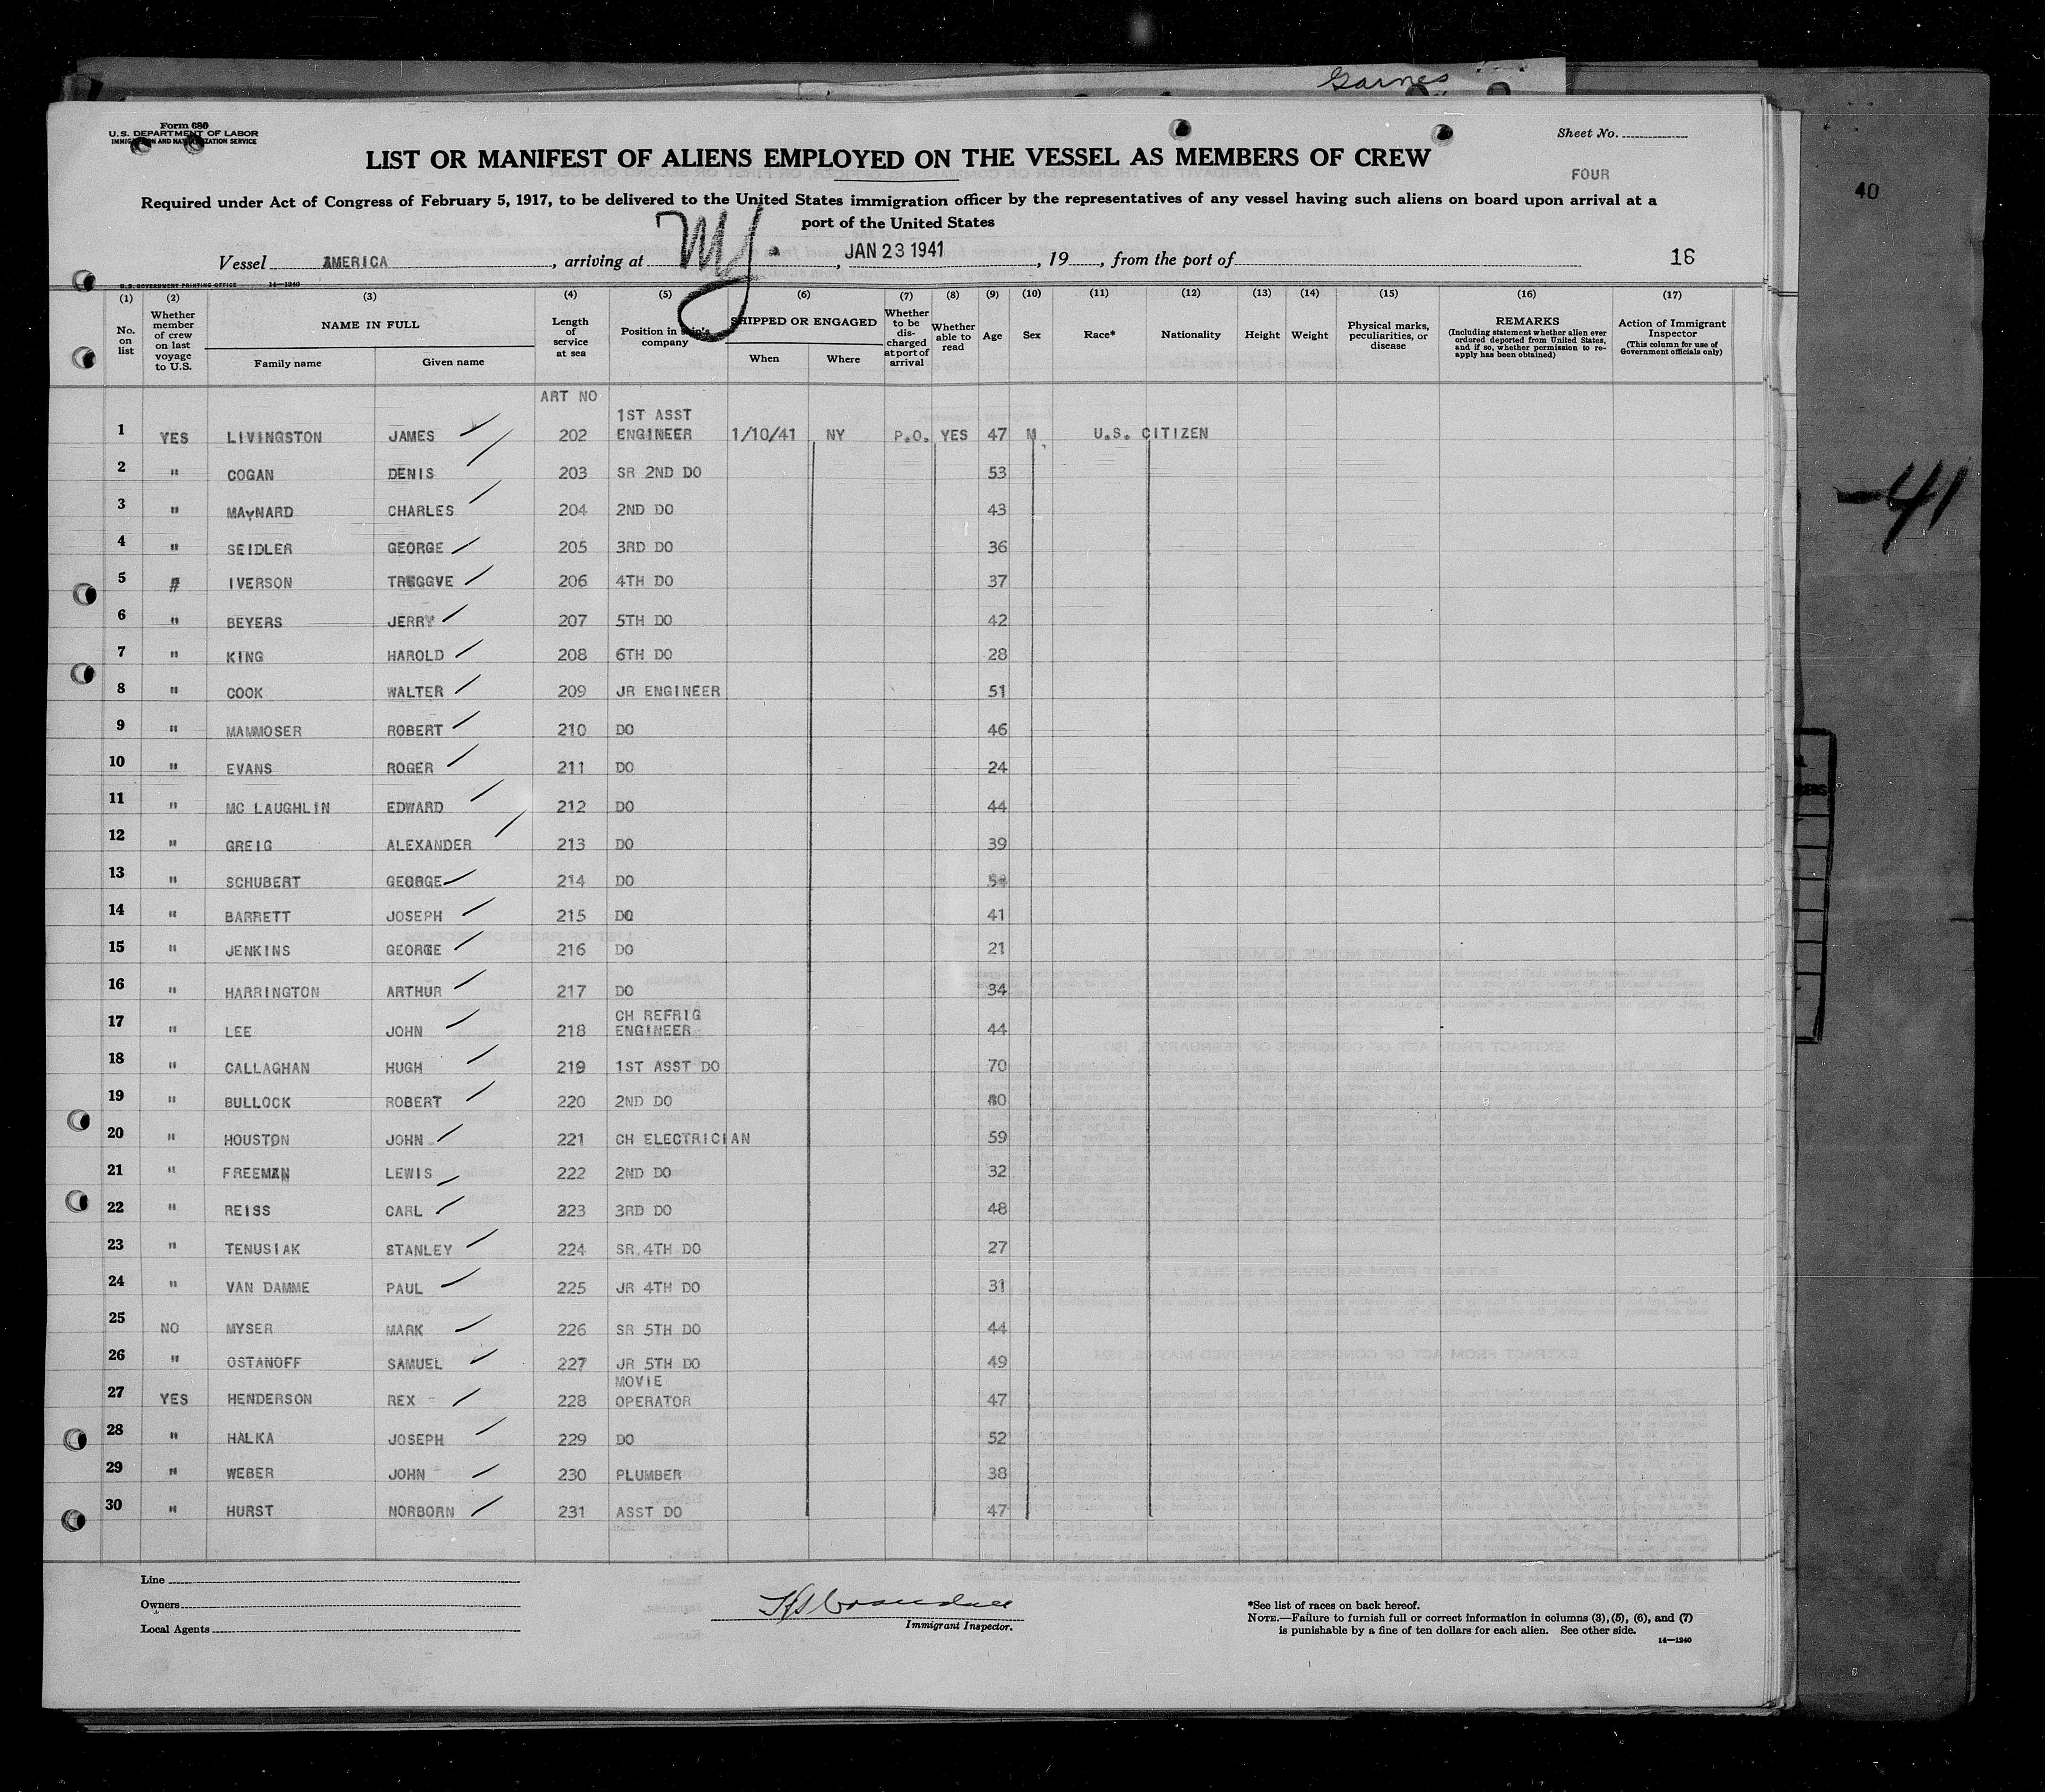 Garnes
Form 680
U.S. DEPARTMENT OF LABOR
IMMIGRATION AND NATURALIZATION SERVICE
Sheet No.
LIST OR MANIFEST OF ALIENS EMPLOYED ON THE VESSEL AS MEMBERS OF CREW
FOUR
40
Required under Act of Congress of February 5, 1917, to be delivered to the United States immigration officer by the representatives of any vessel having such aliens on board upon arrival at a
port of the United States
Vessel AMERICA, arriving at NY, JAN 23 1941, 19, from the port of 16
U.S. GOVERNMENT PRINTING OFFICE 14—1240
(1) (2) (3) (4) (5) (6) (7) (8) (9) (10) (11) (12) (13) (14) (15) (16) (17)
No. on list
Whether member of crew on last voyage to U.S.
NAME IN FULL
Family name
Given name
Length of service at sea
Position in ship's company
SHIPPED OR ENGAGED
When
Where
Whether to be discharged at port of arrival
Whether able to read
Age
Sex
Race*
Nationality
Height
Weight
Physical marks, peculiarities, or disease
REMARKS
(Including statement whether alien ever ordered deported from United States, and if so, whether permission to reapply has been obtained)
Action of Immigrant Inspector
(This column for use of Government officials only)
ART NO
1 YES LIVINGSTON JAMES 202 1ST ASST ENGINEER 1/10/41 NY P.O. YES 47 M U.S. CITIZEN
2 " COGAN DENIS 203 SR 2ND DO 53
3 " MAYNARD CHARLES 204 2ND DO 43
4 " SEIDLER GEORGE 205 3RD DO 36
5 " IVERSON 206 4TH DO 37
6 " BEYERS JERRY 207 5TH DO 42
7 " KING HAROLD 208 6TH DO 28
8 " COOK WALTER 209 JR ENGINEER 51
9 " MAMMOSER ROBERT 210 DO 46
10 " EVANS ROGER 211 DO 24
11 " MC LAUGHLIN EDWARD 212 DO 44
12 " GREIG ALEXANDER 213 DO 39
13 " SCHUBERT GEORGE 214 DO
14 " BARRETT JOSEPH 215 DO 41
15 " JENKINS GEORGE 216 DO 21
16 " HARRINGTON ARTHUR 217 DO 34
17 " LEE JOHN 218 CH REFRIG ENGINEER 44
18 " CALLAGHAN HUGH 219 1ST ASST DO 70
19 " BULLOCK ROBERT 220 2ND DO
20 " HOUSTON JOHN 221 CH ELECTRICIAN 59
21 " FREEMAN LEWIS 222 2ND DO 32
22 " REISS CARL 223 3RD DO 48
23 " TENUSIAK STANLEY 224 SR 4TH DO 27
24 " VAN DAMME PAUL 225 JR 4TH DO 31
25 NO MYSER MARK 226 SR 5TH DO 44
26 " OSTANOFF SAMUEL 227 JR 5TH DO 49
27 YES HENDERSON REX 228 MOVIE OPERATOR 47
28 " HALKA JOSEPH 229 DO 52
29 " WEBER JOHN 230 PLUMBER 38
30 " HURST NORBORN 231 ASST DO 47
-41
Line
Owners
Local Agents
Immigrant Inspector.
*See list of races on back hereof.
NOTE.—Failure to furnish full or correct information in columns (3), (5), (6), and (7)
is punishable by a fine of ten dollars for each alien. See other side.
14—1240